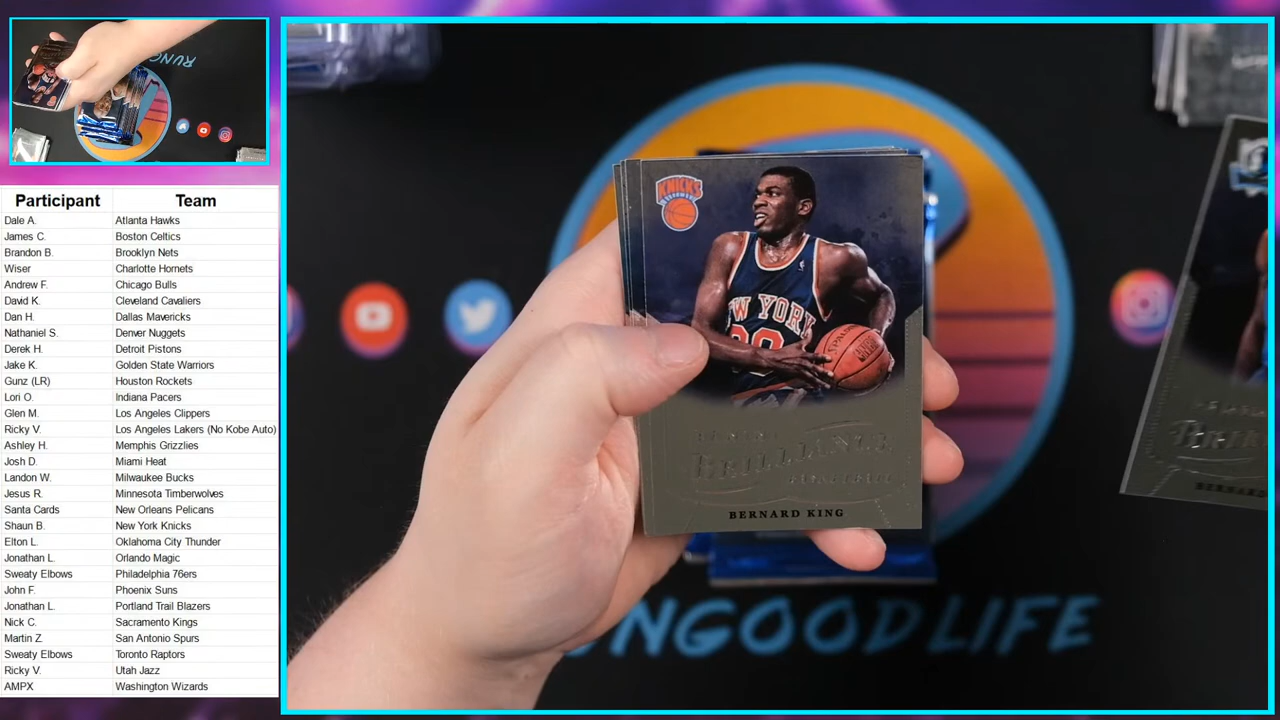 RUNG
Participant Team
Dale A. Atlanta Hawks
James C. Boston Celtics
Brandon B. Brooklyn Nets
Wiser Charlotte Hornets
Andrew F. Chicago Bulls
David K. Cleveland Cavaliers
Dan H. Dallas Mavericks
Nathaniel S. Denver Nuggets
Derek H. Detroit Pistons
Jake K. Golden State Warriors
Gunz (LR) Houston Rockets
Lori O. Indiana Pacers
Glen M. Los Angeles Clippers
Ricky V. Los Angeles Lakers (No Kobe Auto)
Ashley H. Memphis Grizzlies
Josh D. Miami Heat
Landon W. Milwaukee Bucks
Jesus R. Minnesota Timberwolves
Santa Cards New Orleans Pelicans
Shaun B. New York Knicks
Elton L. Oklahoma City Thunder
Jonathan L. Orlando Magic
Sweaty Elbows Philadelphia 76ers
John F. Phoenix Suns
Jonathan L. Portland Trail Blazers
Nick C. Sacramento Kings
Martin Z. San Antonio Spurs
Sweaty Elbows Toronto Raptors
Ricky V. Utah Jazz
AMPX Washington Wizards
KNICKS
NEW YORK
SPALDING
BRILLIANCE
BASKETBALL
BERNARD KING
BERNARD
NGOODLIFE